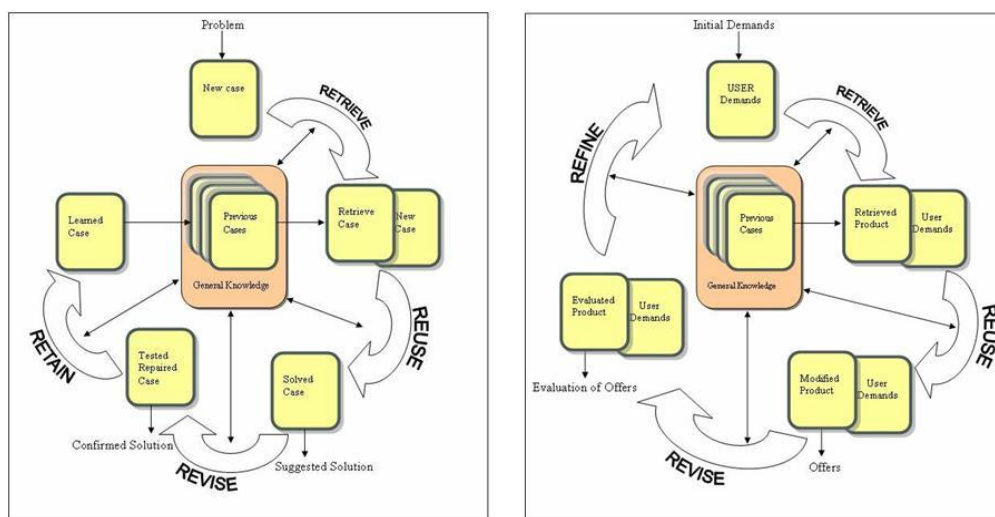 Problem
New case
RETRIEVE
Learned
Case
Previous
Cases
Retrieve
Case
New
Case
General Knowledge
RETAIN
REUSE
Tested
Repaired
Case
Solved
Case
Confirmed Solution
REVISE
Suggested Solution
Initial Demands
USER
Demands
RETRIEVE
REFINE
Previous
Cases
Retrieved
Product
User
Demands
General Knowledge
Evaluated
Product
User
Demands
REUSE
Evaluation of Offers
Modified
Product
User
Demands
REVISE
Offers